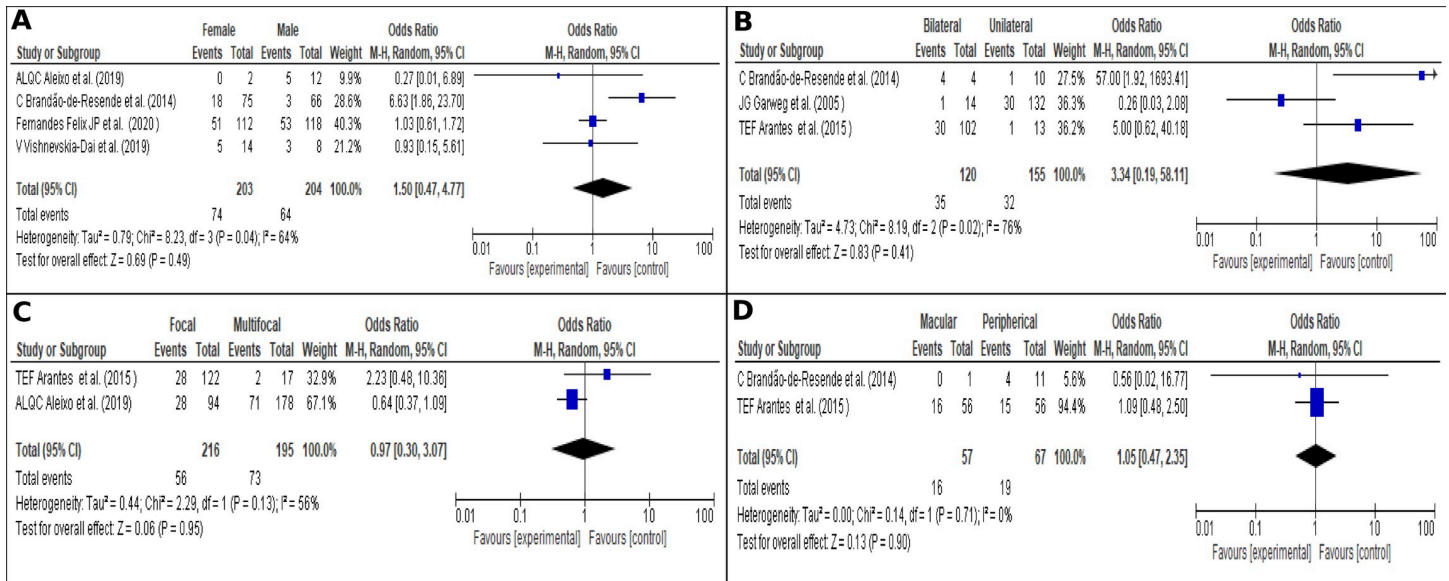 A
Female Male Odds Ratio Odds Ratio
Study or Subgroup Events Total Events Total Weight M-H, Random, 95% CI M-H, Random, 95% CI
ALQC Aleixo et al. (2019) 0 2 5 12 9.9% 0.27 [0.01, 6.89]
C Brandão-de-Resende et al. (2014) 18 75 3 66 28.6% 6.63 [1.86, 23.70]
Fernandes Felix JP et al. (2020) 51 112 53 118 40.3% 1.03 [0.61, 1.72]
V Vishnevskia-Dai et al. (2019) 5 14 3 8 21.2% 0.93 [0.15, 5.61]
Total (95% CI) 203 204 100.0% 1.50 [0.47, 4.77]
Total events 74 64
Heterogeneity: Tau² = 0.79; Chi² = 8.23, df = 3 (P = 0.04); I² = 64%
Test for overall effect: Z = 0.69 (P = 0.49)
0.01 0.1 1 10 100
Favours [experimental] Favours [control]
B
Bilateral Unilateral Odds Ratio Odds Ratio
Study or Subgroup Events Total Events Total Weight M-H, Random, 95% CI M-H, Random, 95% CI
C Brandão-de-Resende et al. (2014) 4 4 1 10 27.5% 57.00 [1.92, 1693.41]
JG Garweg et al. (2005) 1 14 30 132 36.3% 0.26 [0.03, 2.08]
TEF Arantes et al. (2015 ) 30 102 1 13 36.2% 5.00 [0.62, 40.18]
Total (95% CI) 120 155 100.0% 3.34 [0.19, 58.11]
Total events 35 32
Heterogeneity: Tau² = 4.73; Chi² = 8.19, df = 2 (P = 0.02); I² = 76%
Test for overall effect: Z = 0.83 (P = 0.41)
0.01 0.1 1 10 100
Favours [experimental] Favours [control]
C
Focal Multifocal Odds Ratio Odds Ratio
Study or Subgroup Events Total Events Total Weight M-H, Random, 95% CI M-H, Random, 95% CI
TEF Arantes et al. (2015 ) 28 122 2 17 32.9% 2.23 [0.48, 10.36]
ALQC Aleixo et al. (2019) 28 94 71 178 67.1% 0.64 [0.37, 1.09]
Total (95% CI) 216 195 100.0% 0.97 [0.30, 3.07]
Total events 56 73
Heterogeneity: Tau² = 0.44; Chi² = 2.29, df = 1 (P = 0.13); I² = 56%
Test for overall effect: Z = 0.06 (P = 0.95)
0.01 0.1 1 10 100
Favours [experimental] Favours [control]
D
Macular Peripherical Odds Ratio Odds Ratio
Study or Subgroup Events Total Events Total Weight M-H, Random, 95% CI M-H, Random, 95% CI
C Brandão-de-Resende et al. (2014) 0 1 4 11 5.6% 0.56 [0.02, 16.77]
TEF Arantes et al. (2015 ) 16 56 15 56 94.4% 1.09 [0.48, 2.50]
Total (95% CI) 57 67 100.0% 1.05 [0.47, 2.35]
Total events 16 19
Heterogeneity: Tau² = 0.00; Chi² = 0.14, df = 1 (P = 0.71); I² = 0%
Test for overall effect: Z = 0.13 (P = 0.90)
0.01 0.1 1 10 100
Favours [experimental] Favours [control]